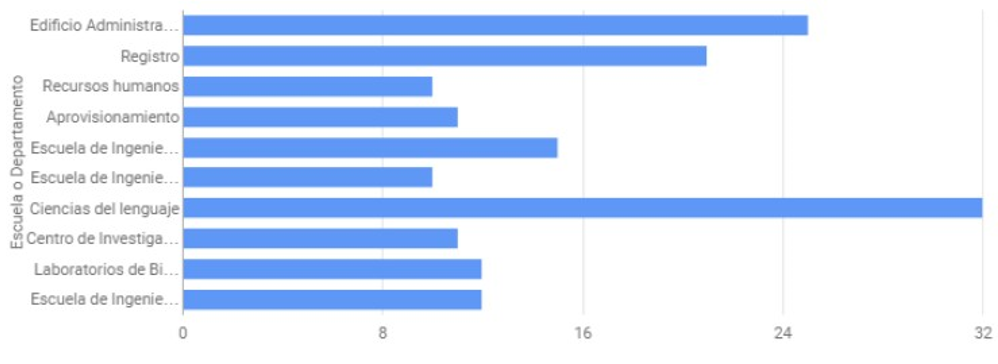 Escuela o Departamento
Edificio Administra...
Registro
Recursos humanos
Aprovisionamiento
Escuela de Ingenie...
Escuela de Ingenie...
Ciencias del lenguaje
Centro de Investiga...
Laboratorios de Bi...
Escuela de Ingenie...
0 8 16 24 32